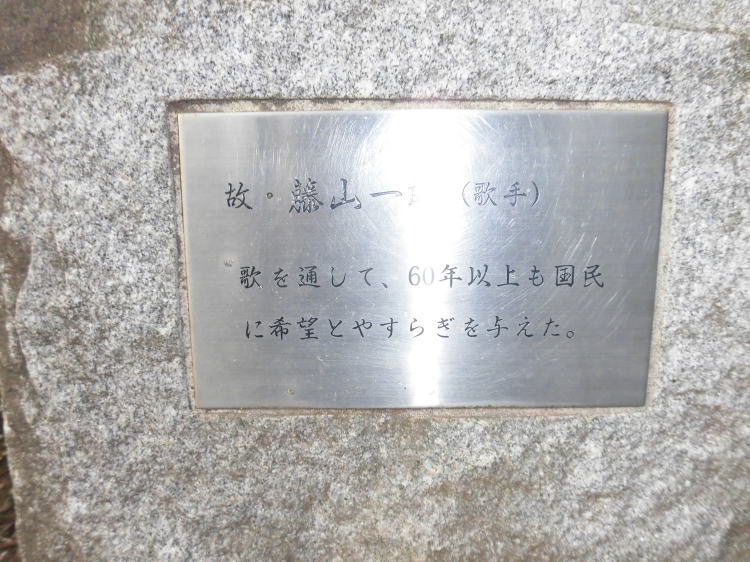 故・藤山一　（歌手）
歌を通して、60年以上も国民
に希望とやすらぎを与えた。